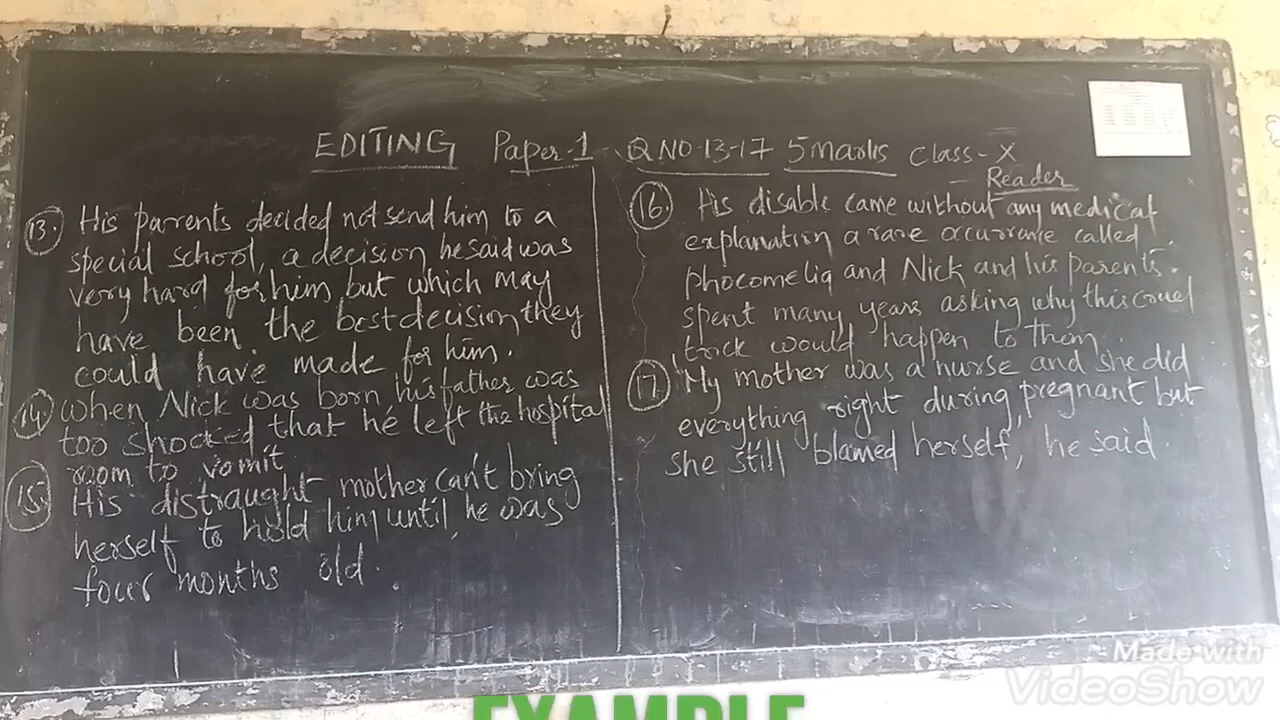 EDITING Paper-1 - Q NO. 13-17 5 marks Class - X
- Reader
13. His parents decided not send him to a
special school, a decision he said was
very hard for him but which may
have been the best decision they
could have made for him.
14. When Nick was born his father was
too shocked that he left the hospital
room to vomit
15. His distraught mother can't bring
herself to hold him until, he was
four months old.
16. His disable came without any medical
explanation a rare occurrance called
phocomelia and Nick and his parents.
spent many years asking why this cruel
trick would happen to them.
17. 'My mother was a nurse and she did
everything right during pregnant but
she still blamed herself', he said.
Made with
VideoShow
EXAMPLE